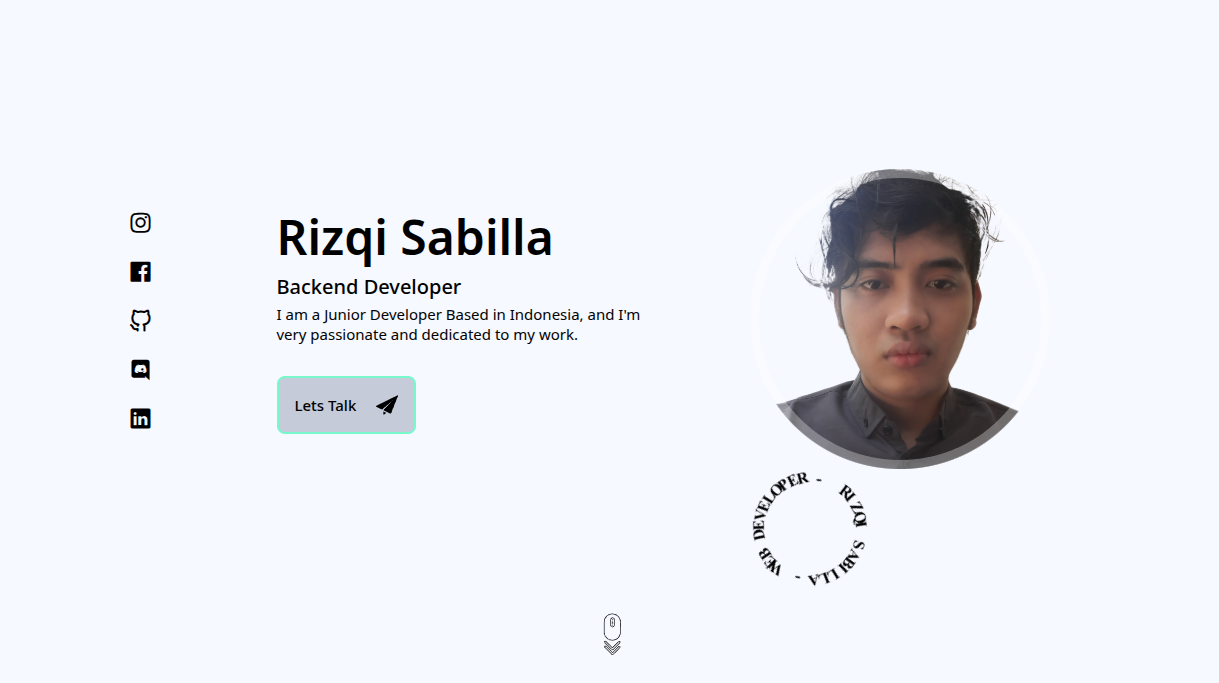 Rizqi Sabilla
Backend Developer
I am a Junior Developer Based in Indonesia, and I'm
very passionate and dedicated to my work.
Lets Talk
RIZQI SABILLA - WEB DEVELOPER -